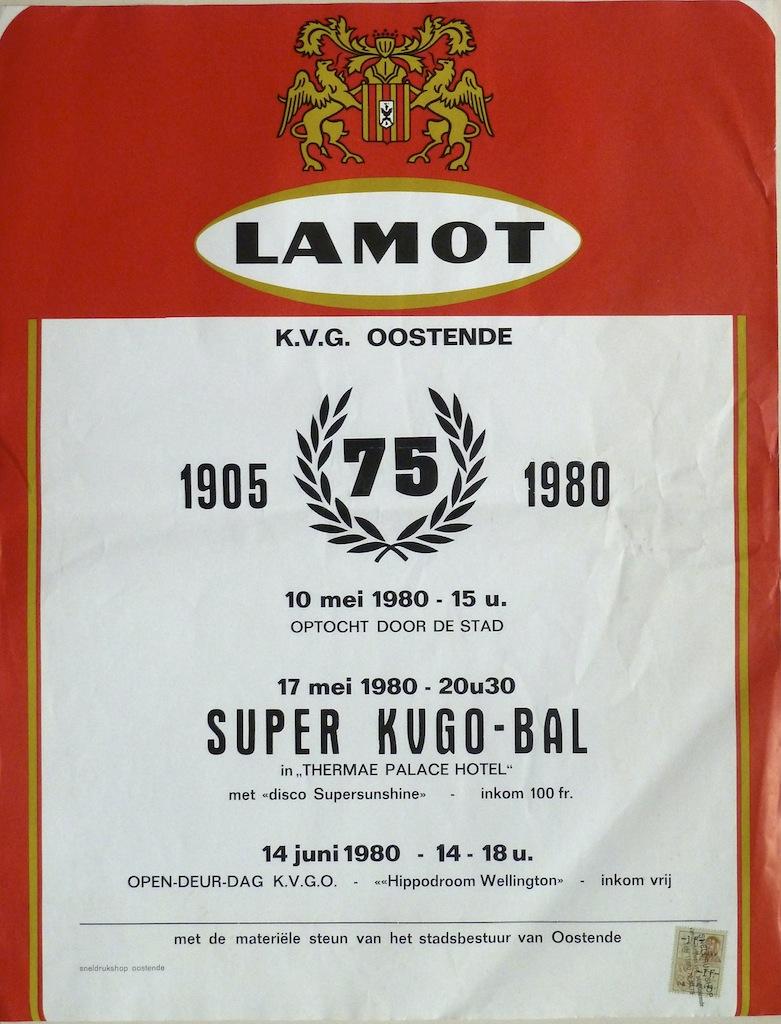 LAMOT
K.V.G. OOSTENDE
1905 75 1980
10 mei 1980 - 15 u.
OPTOCHT DOOR DE STAD
17 mei 1980 - 20u30
SUPER KVGO-BAL
in „THERMAE PALACE HOTEL“
met «disco Supersunshine» - inkom 100 fr.
14 juni 1980 - 14 - 18 u.
OPEN-DEUR-DAG K.V.G.O. - ««Hippodroom Wellington» - inkom vrij
met de materiële steun van het stadsbestuur van Oostende
sneldrukshop oostende
-1F-
-1F-